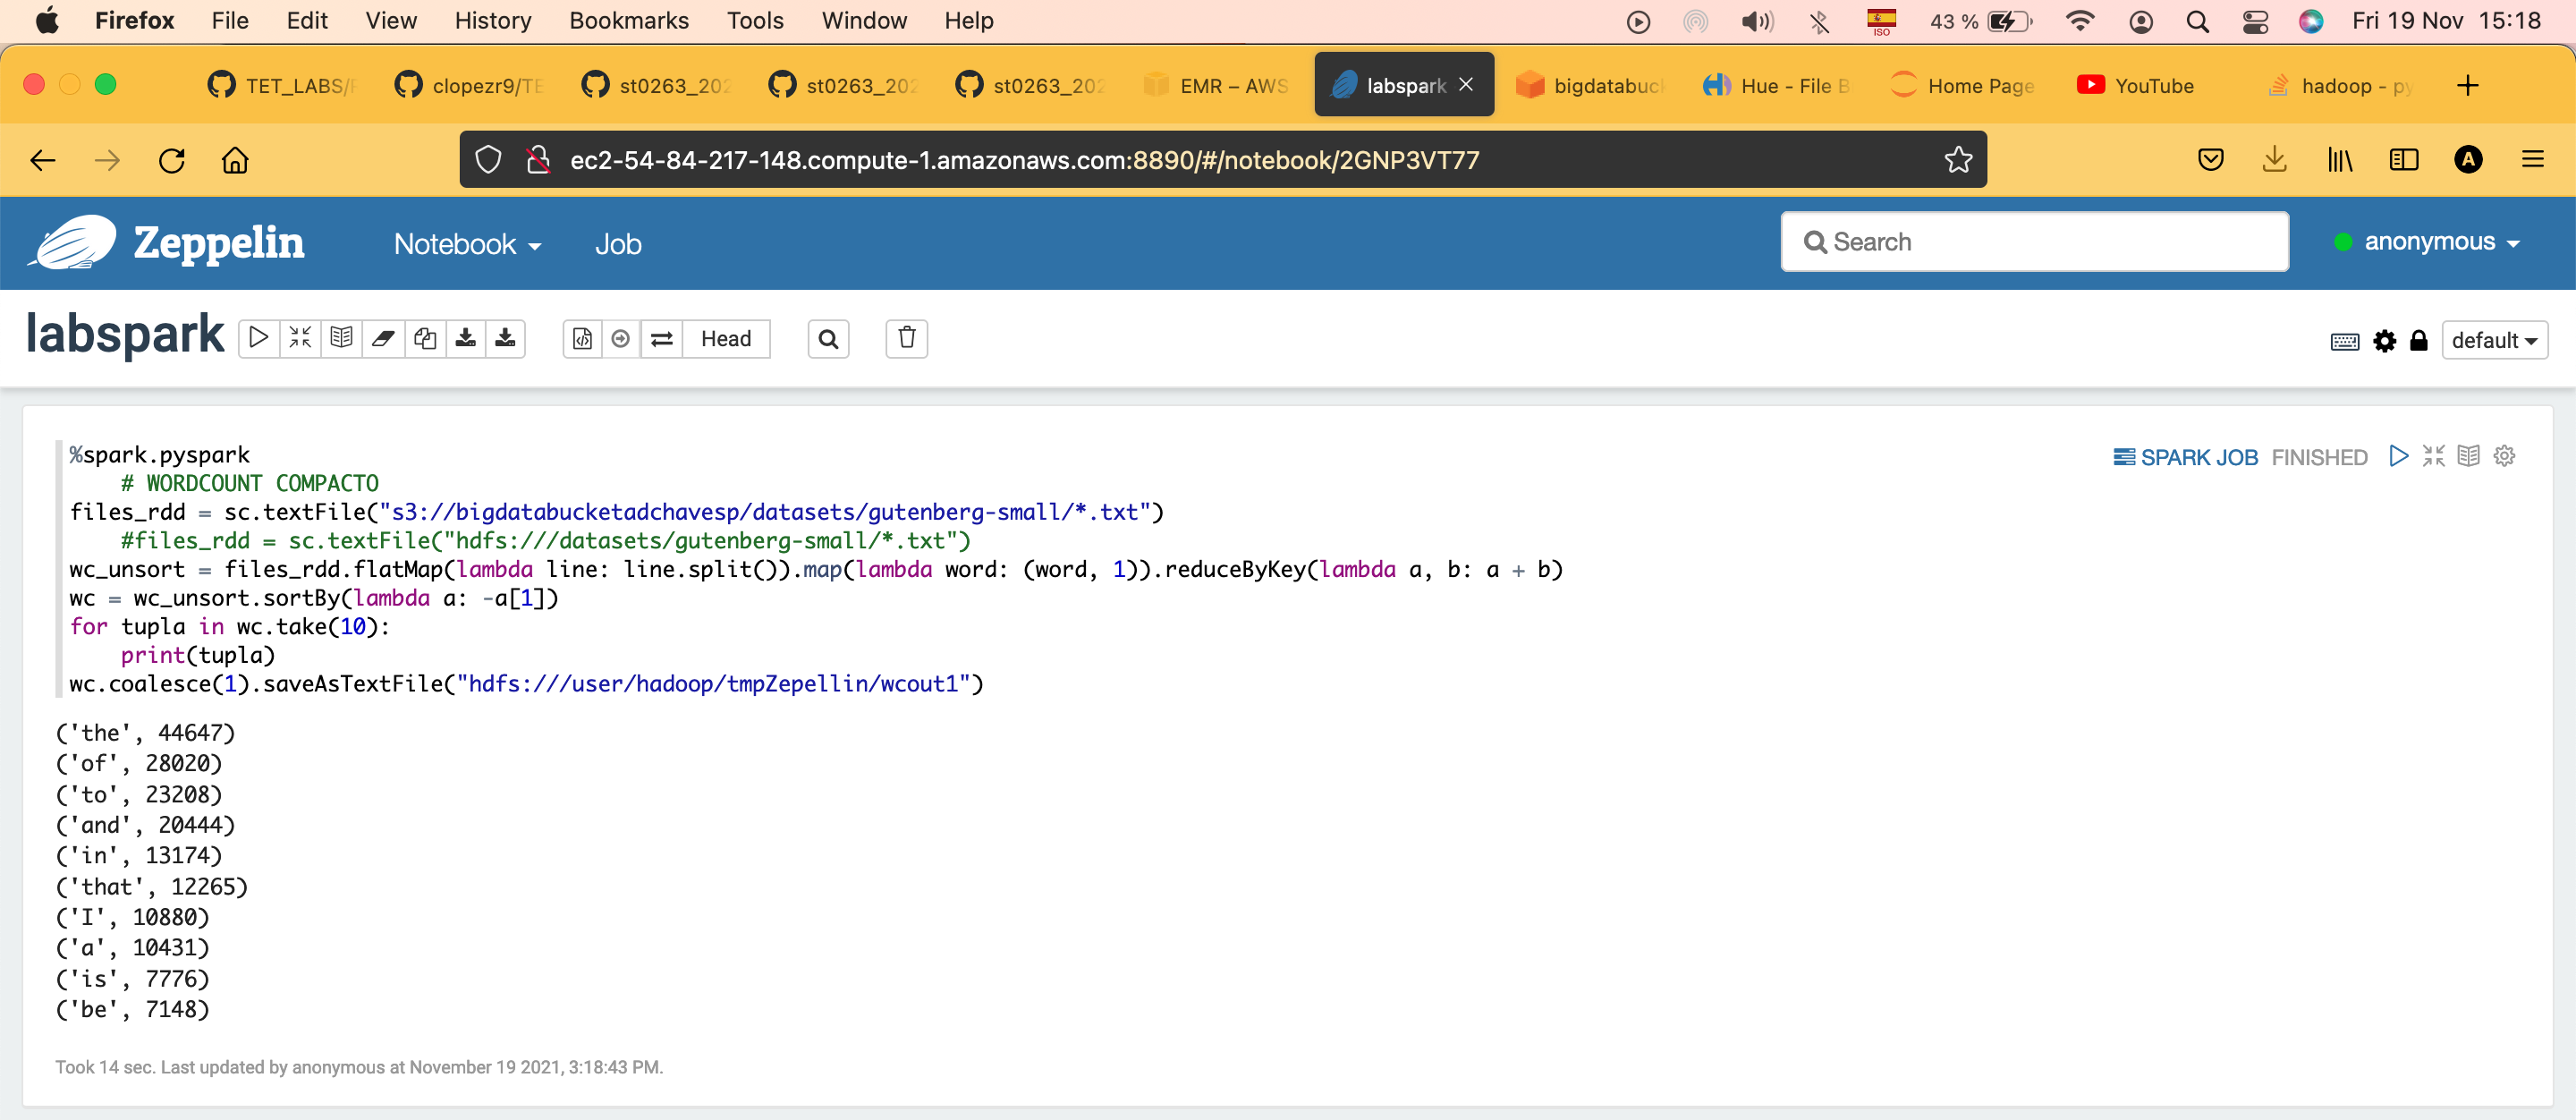 Firefox File Edit View History Bookmarks Tools Window Help ISO 43 % Fri 19 Nov 15:18
TET_LABS/ clopezr9/TE st0263_202 st0263_202 st0263_202 EMR – AWS labspark bigdatabuc Hue - File B Home Page YouTube hadoop - py
ec2-54-84-217-148.compute-1.amazonaws.com:8890/#/notebook/2GNP3VT77 A
Zeppelin Notebook Job Search anonymous
labspark Head default
%spark.pyspark SPARK JOB FINISHED
# WORDCOUNT COMPACTO
files_rdd = sc.textFile("s3://bigdatabucketadchavesp/datasets/gutenberg-small/*.txt")
#files_rdd = sc.textFile("hdfs:///datasets/gutenberg-small/*.txt")
wc_unsort = files_rdd.flatMap(lambda line: line.split()).map(lambda word: (word, 1)).reduceByKey(lambda a, b: a + b)
wc = wc_unsort.sortBy(lambda a: -a[1])
for tupla in wc.take(10):
print(tupla)
wc.coalesce(1).saveAsTextFile("hdfs:///user/hadoop/tmpZepellin/wcout1")
('the', 44647)
('of', 28020)
('to', 23208)
('and', 20444)
('in', 13174)
('that', 12265)
('I', 10880)
('a', 10431)
('is', 7776)
('be', 7148)
Took 14 sec. Last updated by anonymous at November 19 2021, 3:18:43 PM.